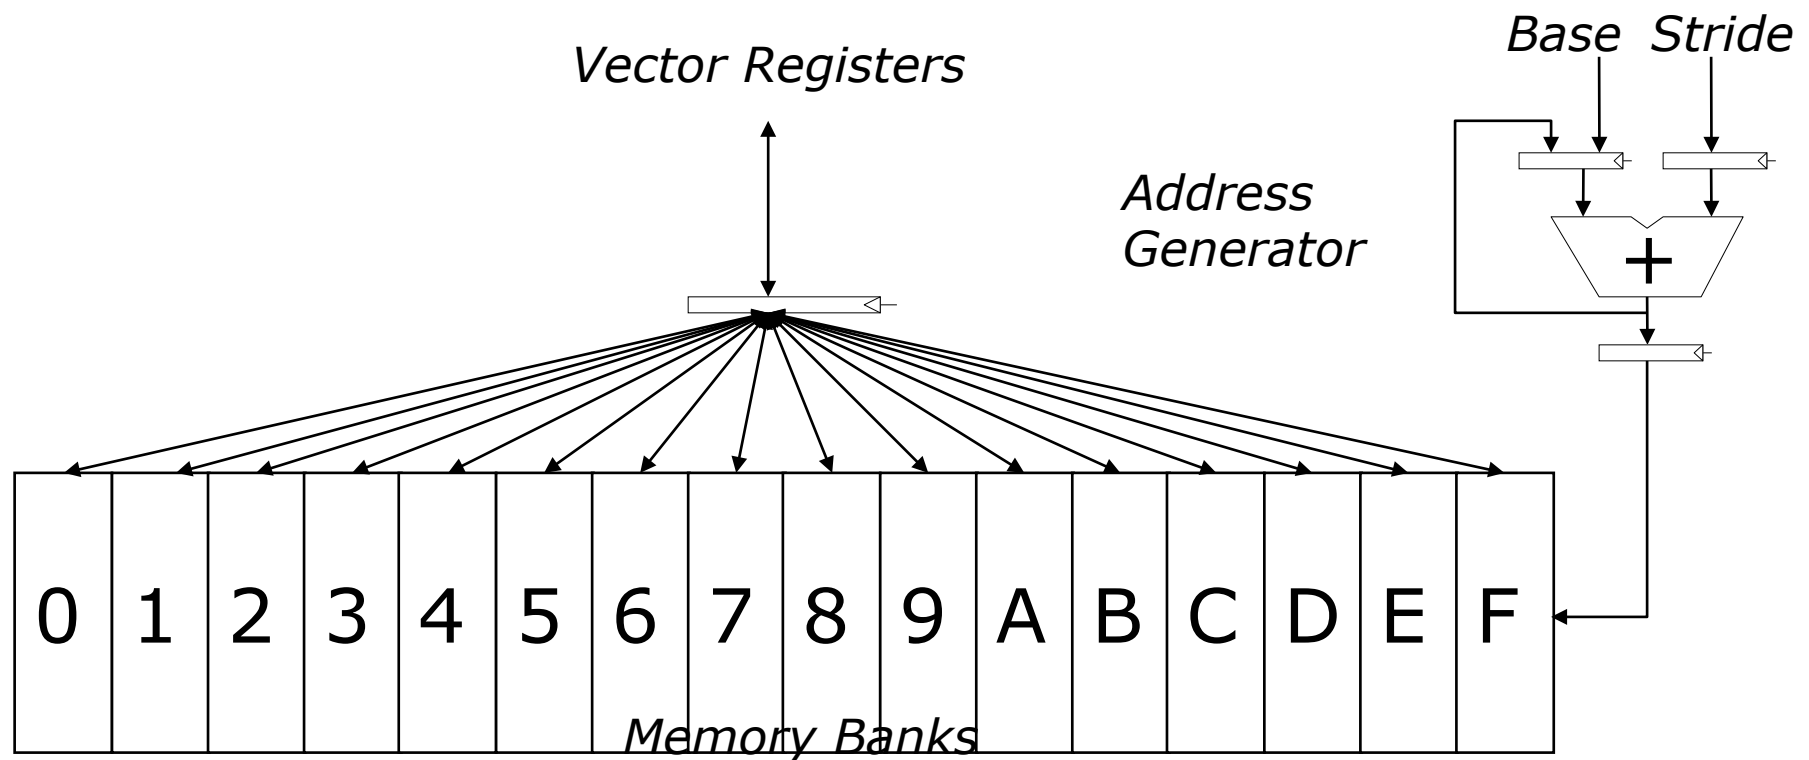 Base Stride
Vector Registers
Address
Generator
+
0 1 2 3 4 5 6 7 8 9 A B C D E F
Memory Banks